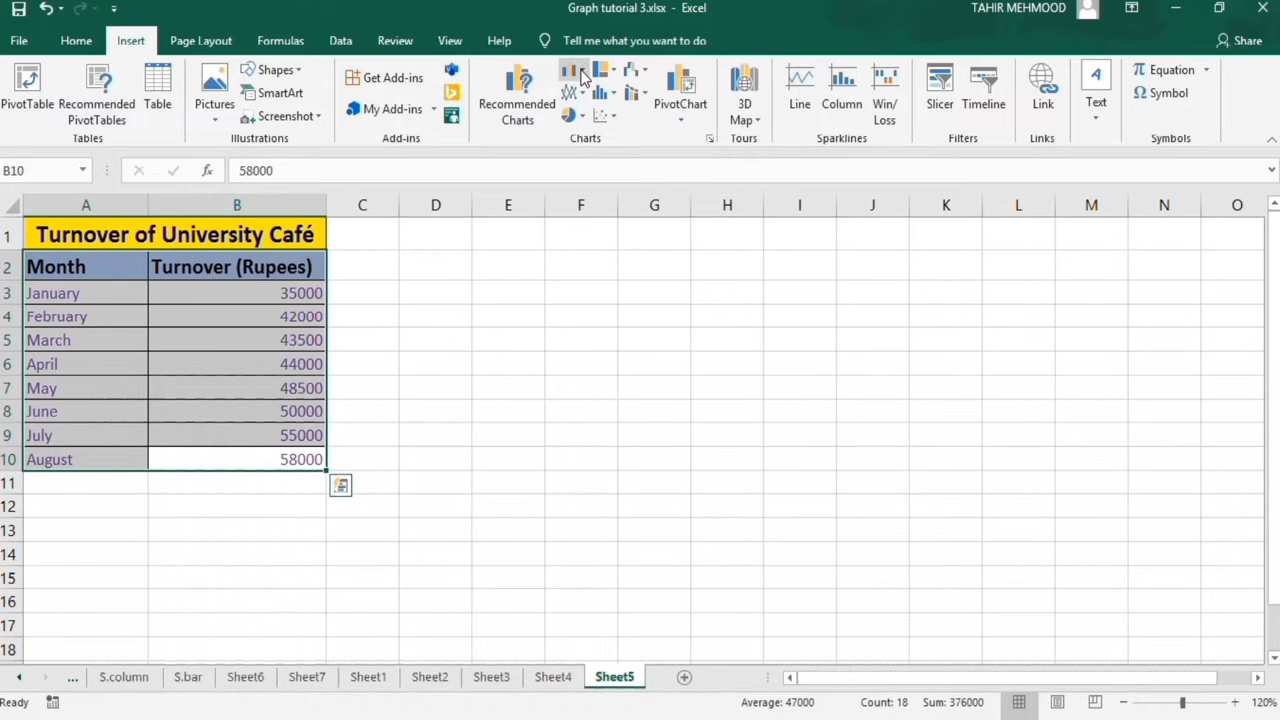 Graph tutorial 3.xlsx - Excel
TAHIR MEHMOOD
File Home Insert Page Layout Formulas Data Review View Help Tell me what you want to do Share
PivotTable Recommended PivotTables Table
Tables
Pictures Shapes SmartArt Screenshot
Illustrations
Get Add-ins
My Add-ins
Add-ins
Recommended Charts
PivotChart
Charts
3D Map
Tours
Line Column Win/Loss
Sparklines
Slicer Timeline
Filters
Link
Links
Text
Equation
Symbol
Symbols
B10 fx 58000
A B C D E F G H I J K L M N O
1 Turnover of University Café
2 Month Turnover (Rupees)
3 January 35000
4 February 42000
5 March 43500
6 April 44000
7 May 48500
8 June 50000
9 July 55000
10 August 58000
11
12
13
14
15
16
17
18
... S.column S.bar Sheet6 Sheet7 Sheet1 Sheet2 Sheet3 Sheet4 Sheet5
Ready Average: 47000 Count: 18 Sum: 376000 120%